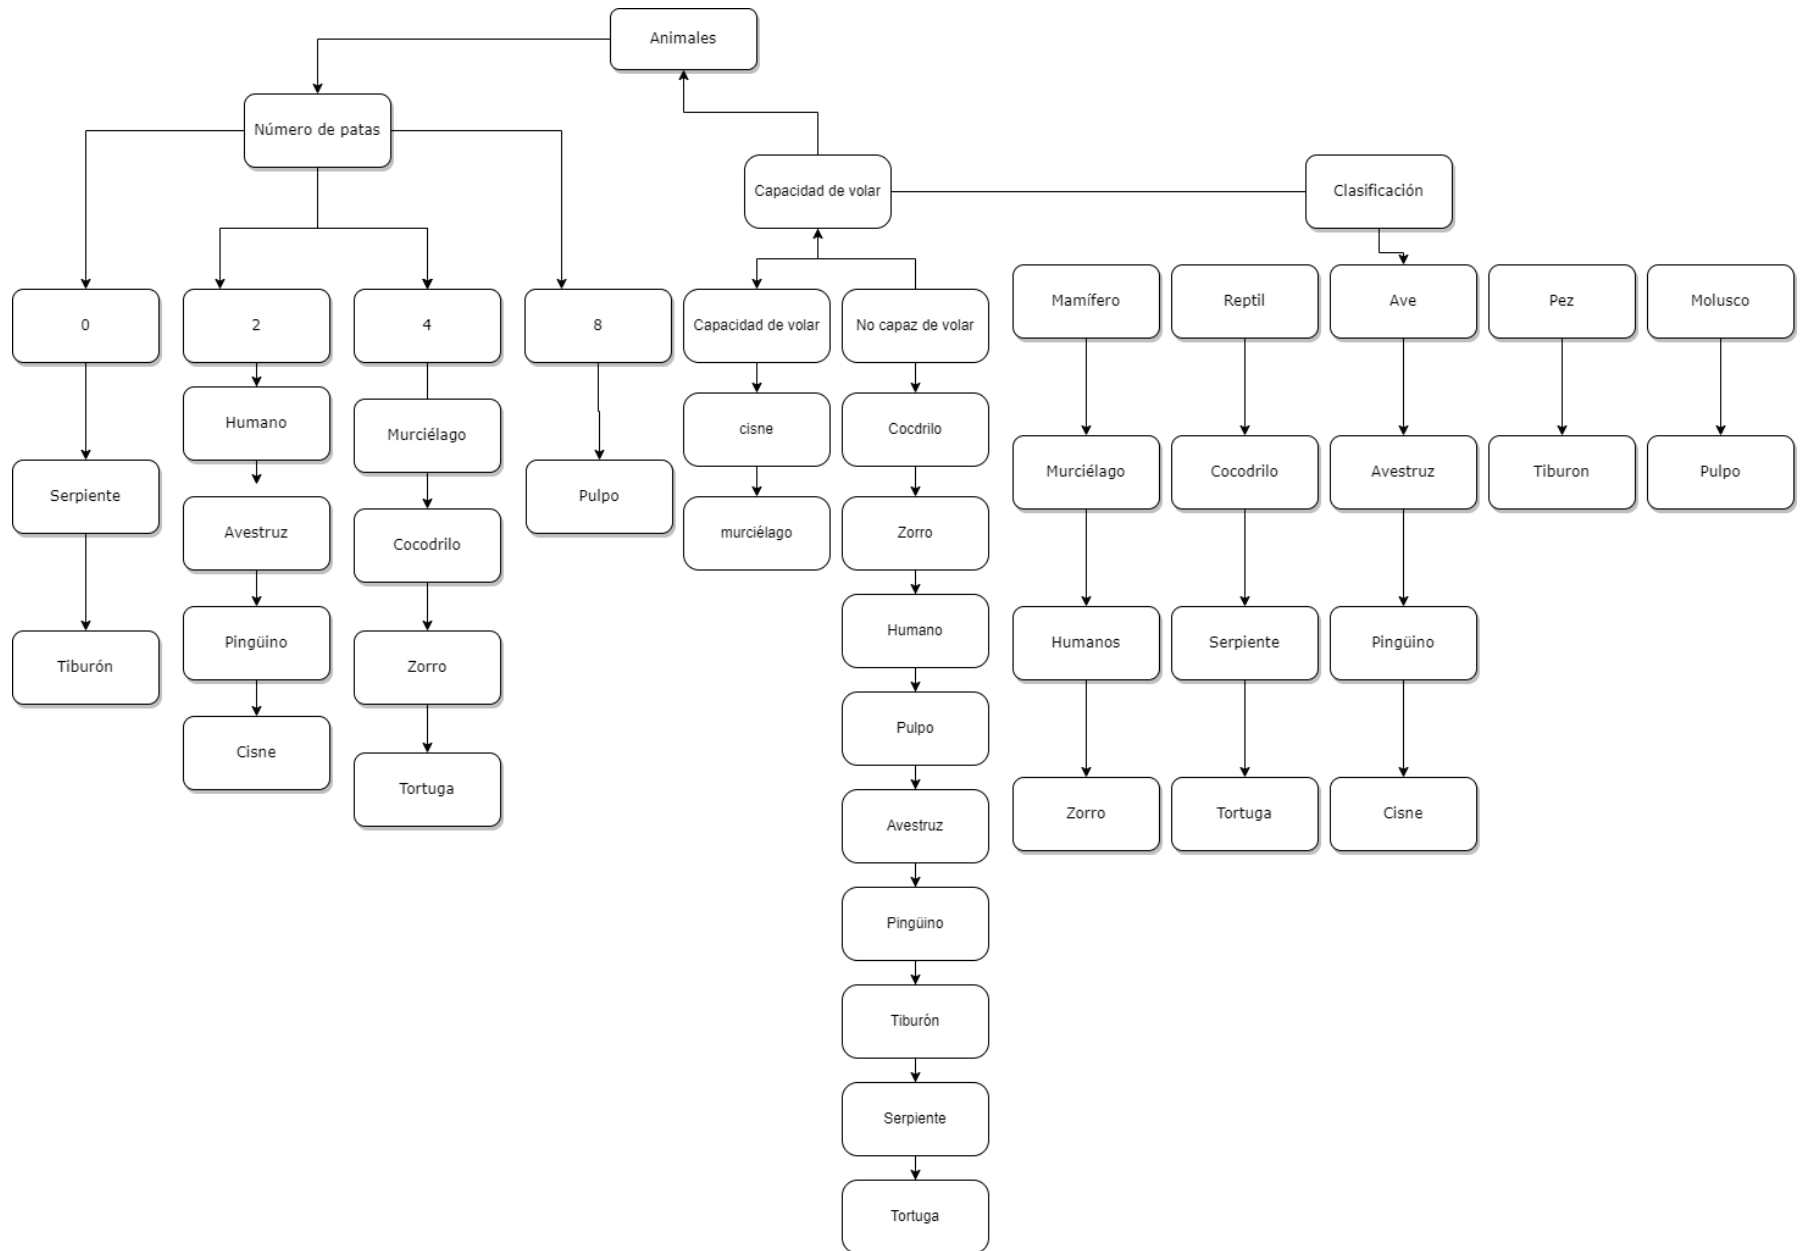 Animales
Número de patas
Capacidad de volar
Clasificación
0
2
4
8
Capacidad de volar
No capaz de volar
Mamífero
Reptil
Ave
Pez
Molusco
Serpiente
Tiburón
Humano
Avestruz
Pingüino
Cisne
Murciélago
Cocodrilo
Zorro
Tortuga
Pulpo
cisne
murciélago
Cocdrilo
Zorro
Humano
Pulpo
Avestruz
Pingüino
Tiburón
Serpiente
Tortuga
Murciélago
Humanos
Zorro
Cocodrilo
Serpiente
Tortuga
Avestruz
Pingüino
Cisne
Tiburon
Pulpo